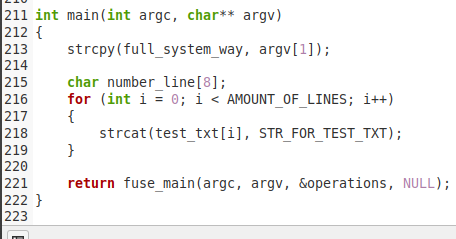 211 int main(int argc, char** argv)
212 {
213     strcpy(full_system_way, argv[1]);
214
215     char number_line[8];
216     for (int i = 0; i < AMOUNT_OF_LINES; i++)
217     {
218         strcat(test_txt[i], STR_FOR_TEST_TXT);
219     }
220
221     return fuse_main(argc, argv, &operations, NULL);
222 }
223